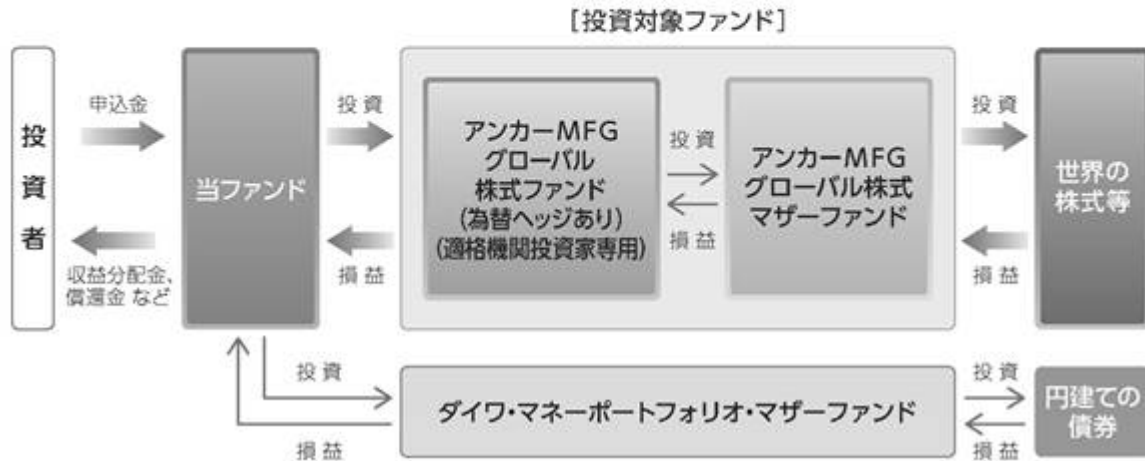 [投資対象ファンド]
投資者
申込金
収益分配金、
償還金 など
当ファンド
投資
損益
アンカーMFG
グローバル
株式ファンド
(為替ヘッジあり)
(適格機関投資家専用)
投資
損益
アンカーMFG
グローバル株式
マザーファンド
投資
損益
世界の
株式等
投資
損益
ダイワ・マネーポートフォリオ・マザーファンド
投資
損益
円建ての
債券